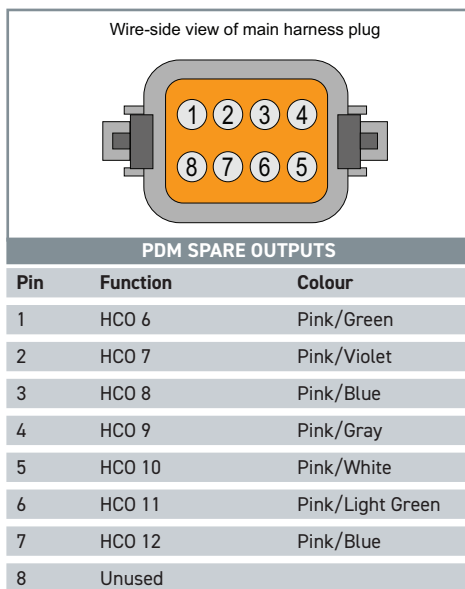 Wire-side view of main harness plug
1 2 3 4
8 7 6 5
PDM SPARE OUTPUTS
Pin Function Colour
1 HCO 6 Pink/Green
2 HCO 7 Pink/Violet
3 HCO 8 Pink/Blue
4 HCO 9 Pink/Gray
5 HCO 10 Pink/White
6 HCO 11 Pink/Light Green
7 HCO 12 Pink/Blue
8 Unused